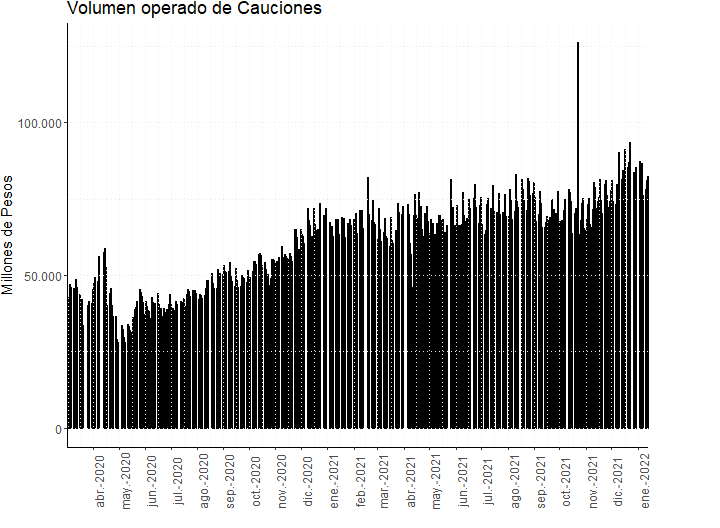 Volumen operado de Cauciones
Millones de Pesos
100.000
50.000
0
abr.-2020
may.-2020
jun.-2020
jul.-2020
ago.-2020
sep.-2020
oct.-2020
nov.-2020
dic.-2020
ene.-2021
feb.-2021
mar.-2021
abr.-2021
may.-2021
jun.-2021
jul.-2021
ago.-2021
sep.-2021
oct.-2021
nov.-2021
dic.-2021
ene.-2022